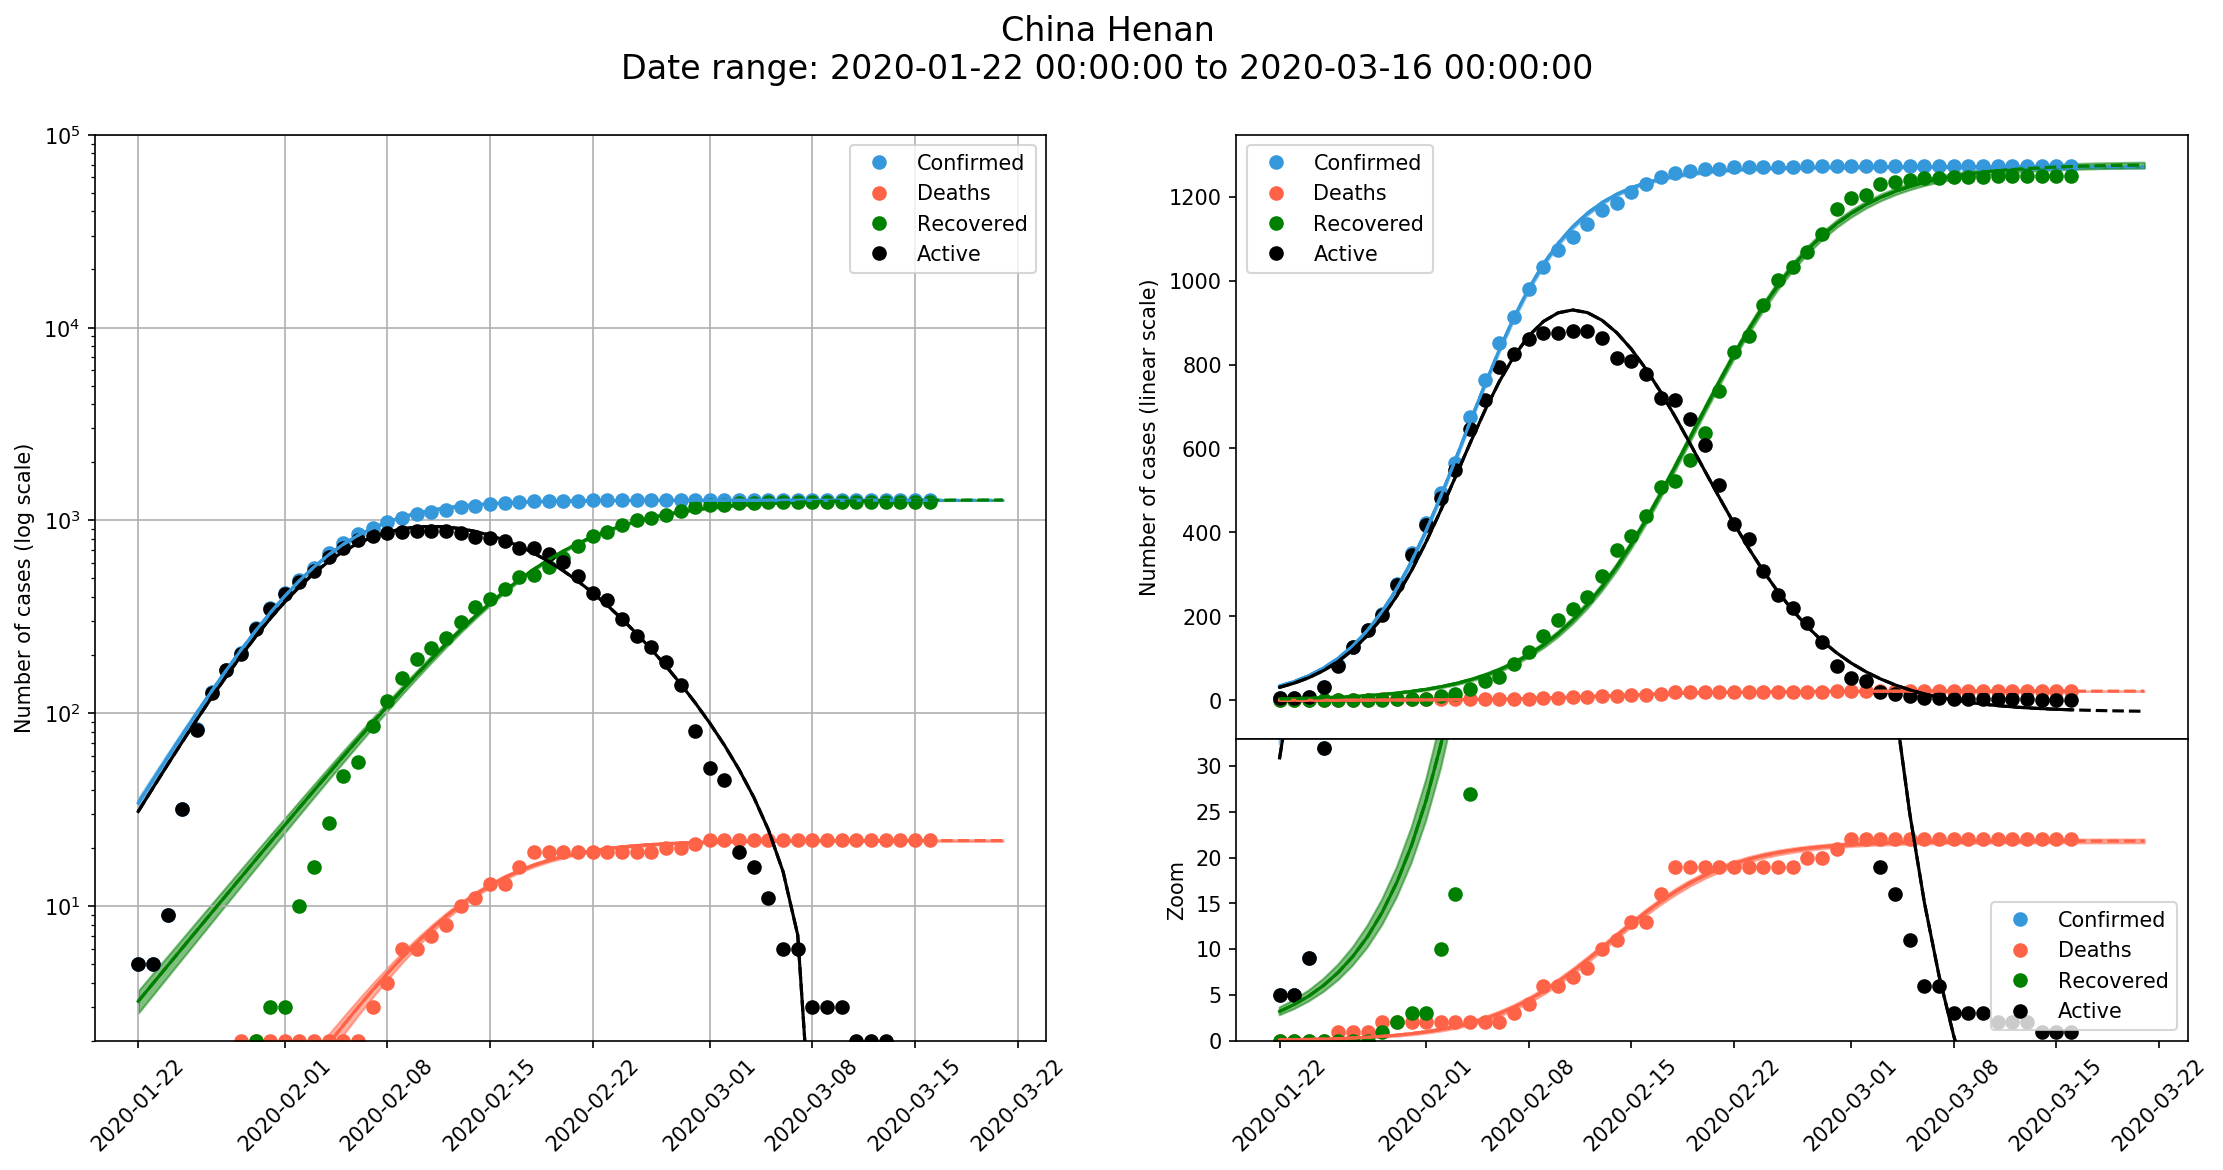 China Henan
Date range: 2020-01-22 00:00:00 to 2020-03-16 00:00:00
Number of cases (log scale)
10⁵
10⁴
10³
10²
10¹
Confirmed
Deaths
Recovered
Active
2020-01-22
2020-02-01
2020-02-08
2020-02-15
2020-02-22
2020-03-01
2020-03-08
2020-03-15
2020-03-22
Number of cases (linear scale)
1200
1000
800
600
400
200
0
Confirmed
Deaths
Recovered
Active
Zoom
30
25
20
15
10
5
0
Confirmed
Deaths
Recovered
Active
2020-01-22
2020-02-01
2020-02-08
2020-02-15
2020-02-22
2020-03-01
2020-03-08
2020-03-15
2020-03-22